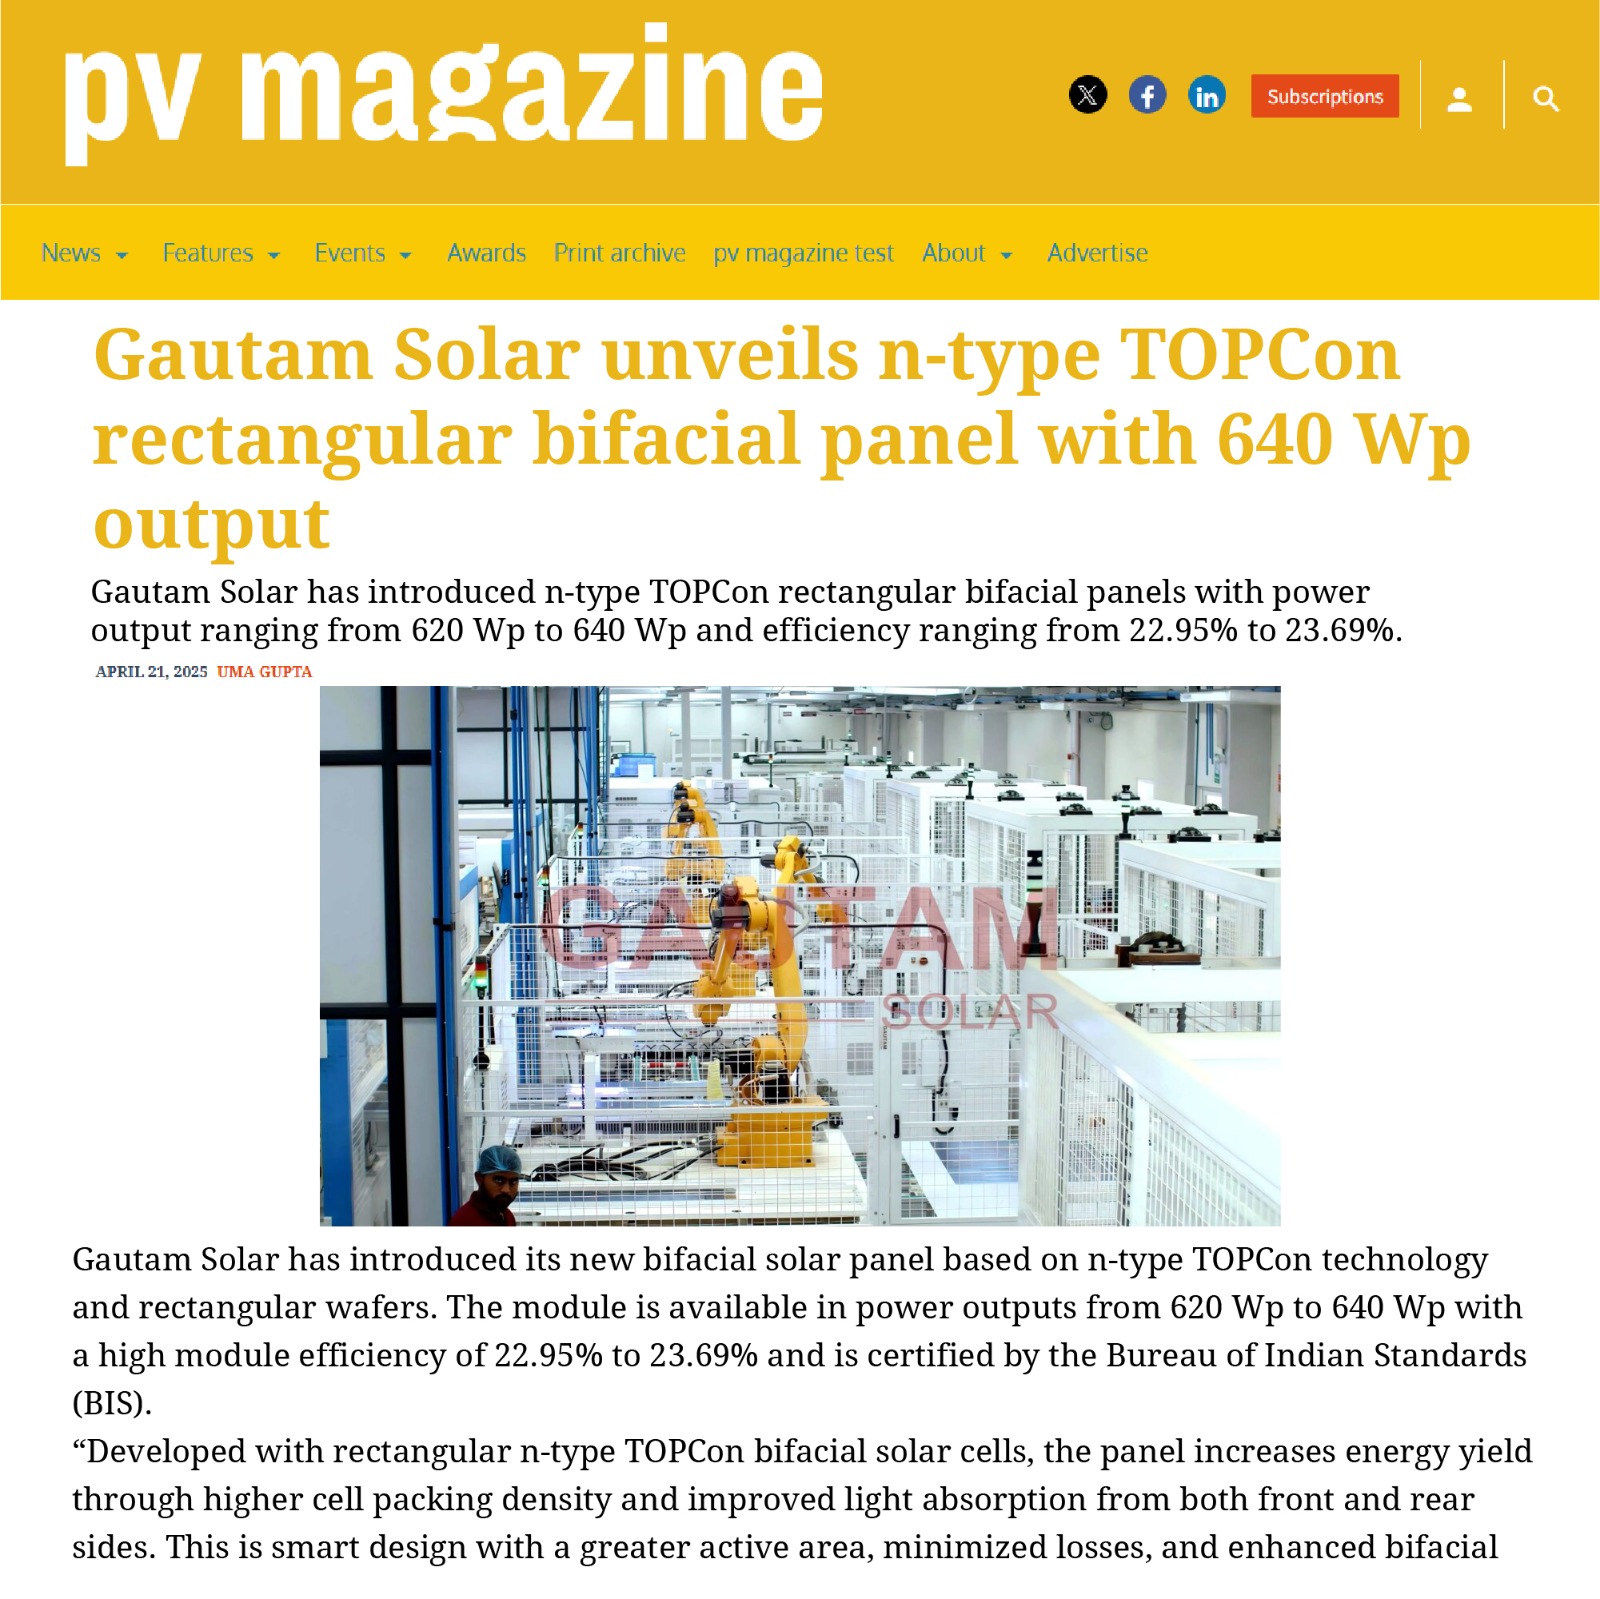 pv magazine
Subscriptions
News Features Events Awards Print archive pv magazine test About Advertise
Gautam Solar unveils n-type TOPCon
rectangular bifacial panel with 640 Wp
output
Gautam Solar has introduced n-type TOPCon rectangular bifacial panels with power
output ranging from 620 Wp to 640 Wp and efficiency ranging from 22.95% to 23.69%.
APRIL 21, 2025 UMA GUPTA
GAUTAM
SOLAR
Gautam Solar has introduced its new bifacial solar panel based on n-type TOPCon technology
and rectangular wafers. The module is available in power outputs from 620 Wp to 640 Wp with
a high module efficiency of 22.95% to 23.69% and is certified by the Bureau of Indian Standards
(BIS).
“Developed with rectangular n-type TOPCon bifacial solar cells, the panel increases energy yield
through higher cell packing density and improved light absorption from both front and rear
sides. This is smart design with a greater active area, minimized losses, and enhanced bifacial